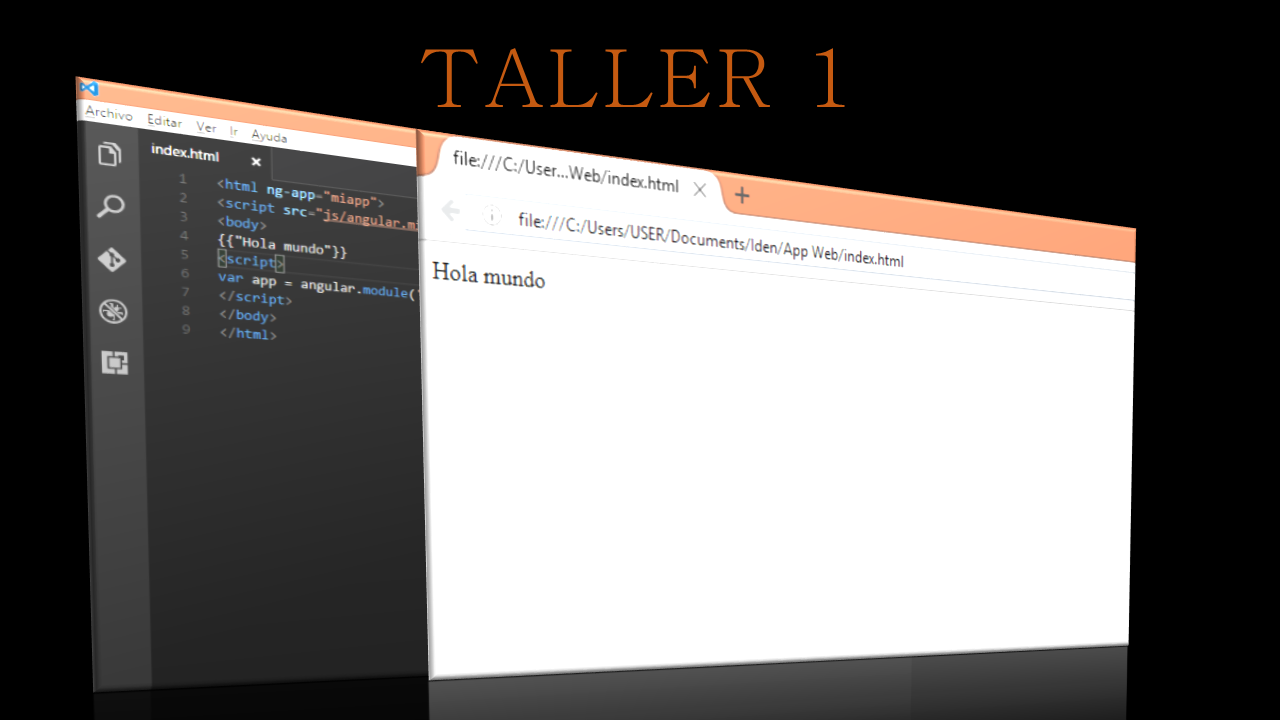 TALLER 1
Archivo Editar Ver Ir Ayuda
index.html
1 <html ng-app="miapp">
2 <script src="js/angular.mi
3 <body>
4 {{"Hola mundo"}}
5 <script>
6 var app = angular.module(
7 </script>
8 </body>
9 </html>
file:///C:/User...Web/index.html
file:///C:/Users/USER/Documents/Iden/App Web/index.html
Hola mundo